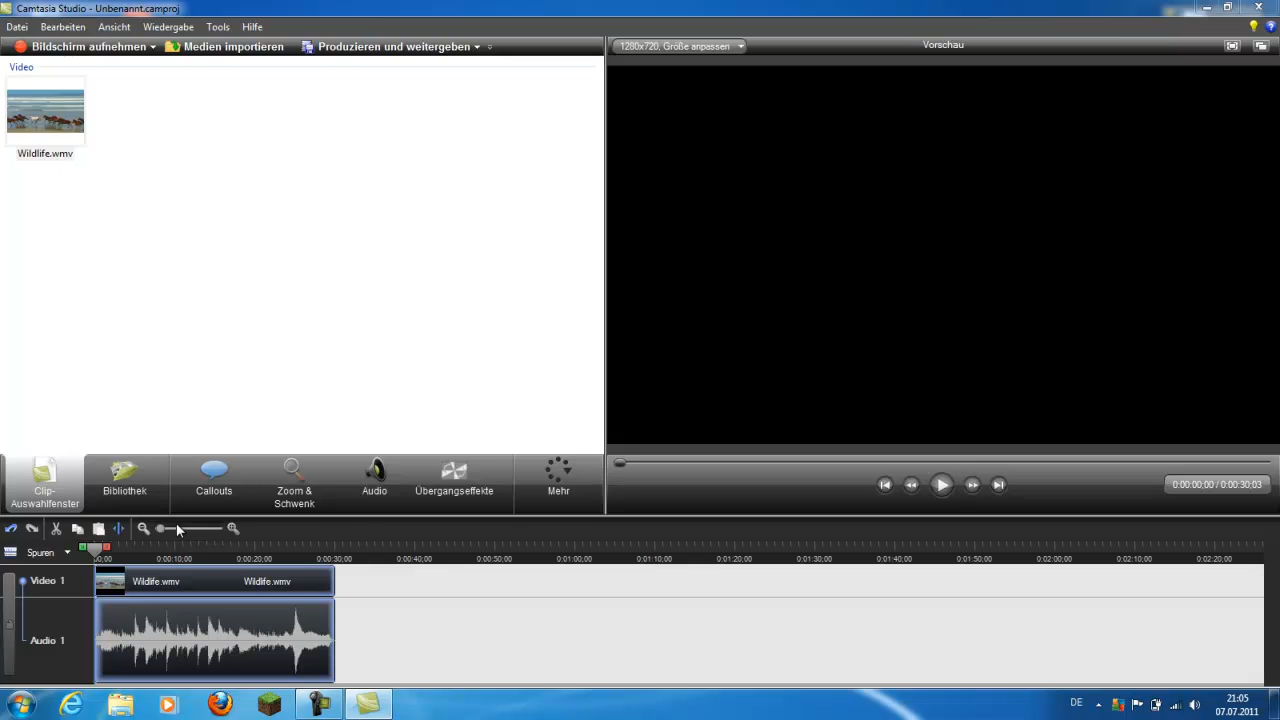 Camtasia Studio - Unbenannt.camproj
Datei Bearbeiten Ansicht Wiedergabe Tools Hilfe
Bildschirm aufnehmen Medien importieren Produzieren und weitergeben
1280x720, Größe anpassen
Vorschau
Video
Wildlife.wmv
Clip-
Auswahlfenster
Bibliothek
Callouts
Zoom &
Schwenk
Audio
Übergangseffekte
Mehr
0:00:00,00 / 0:00:30,03
Spuren
00,00 0:00:10,00 0:00:20,00 0:00:30,00 0:00:40,00 0:00:50,00 0:01:00,00 0:01:10,00 0:01:20,00 0:01:30,00 0:01:40,00 0:01:50,00 0:02:00,00 0:02:10,00 0:02:20,00
Video 1
Wildlife.wmv Wildlife.wmv
Audio 1
DE
21:05
07.07.2011